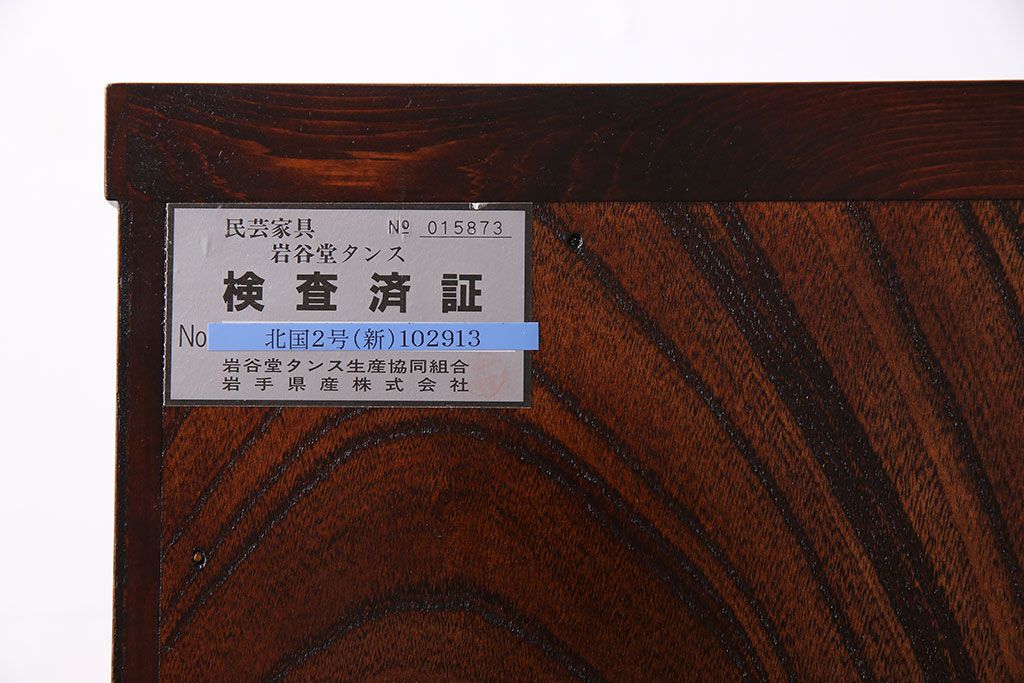 民芸家具 № 015873
岩谷堂タンス
検査済証
No 北国2号(新)102913
岩谷堂タンス生産協同組合
岩手県産株式会社